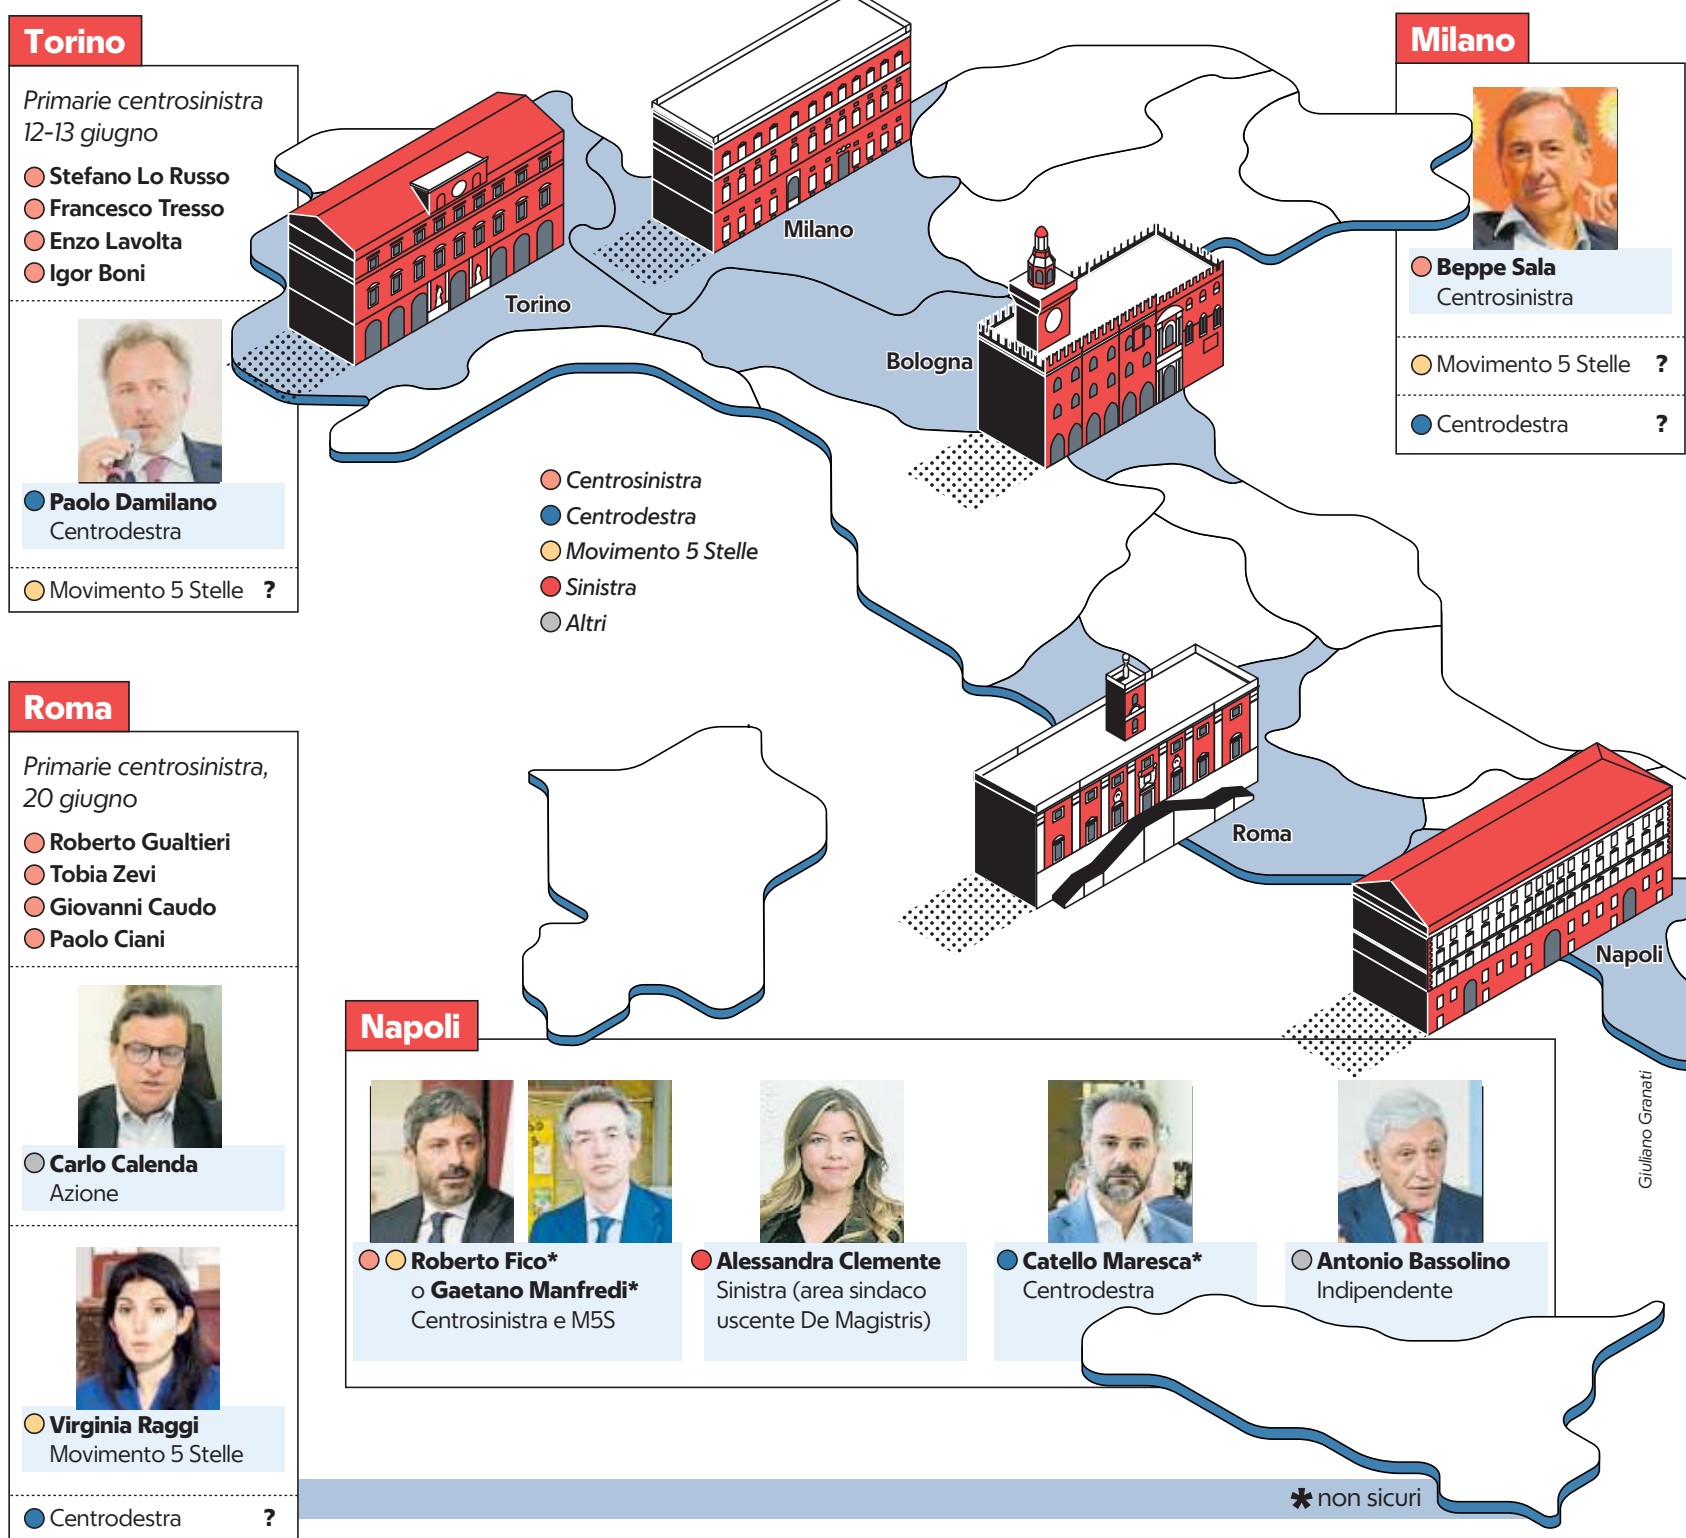 Torino
Primarie centrosinistra
12-13 giugno
Stefano Lo Russo
Francesco Tresso
Enzo Lavolta
Igor Boni
Paolo Damilano
Centrodestra
Movimento 5 Stelle ?
Milano
Beppe Sala
Centrosinistra
Movimento 5 Stelle ?
Centrodestra ?
Milano
Torino
Bologna
Roma
Napoli
Centrosinistra
Centrodestra
Movimento 5 Stelle
Sinistra
Altri
Roma
Primarie centrosinistra,
20 giugno
Roberto Gualtieri
Tobia Zevi
Giovanni Caudo
Paolo Ciani
Carlo Calenda
Azione
Virginia Raggi
Movimento 5 Stelle
Centrodestra ?
Napoli
Roberto Fico*
o Gaetano Manfredi*
Centrosinistra e M5S
Alessandra Clemente
Sinistra (area sindaco
uscente De Magistris)
Catello Maresca*
Centrodestra
Antonio Bassolino
Indipendente
Giuliano Granati
* non sicuri